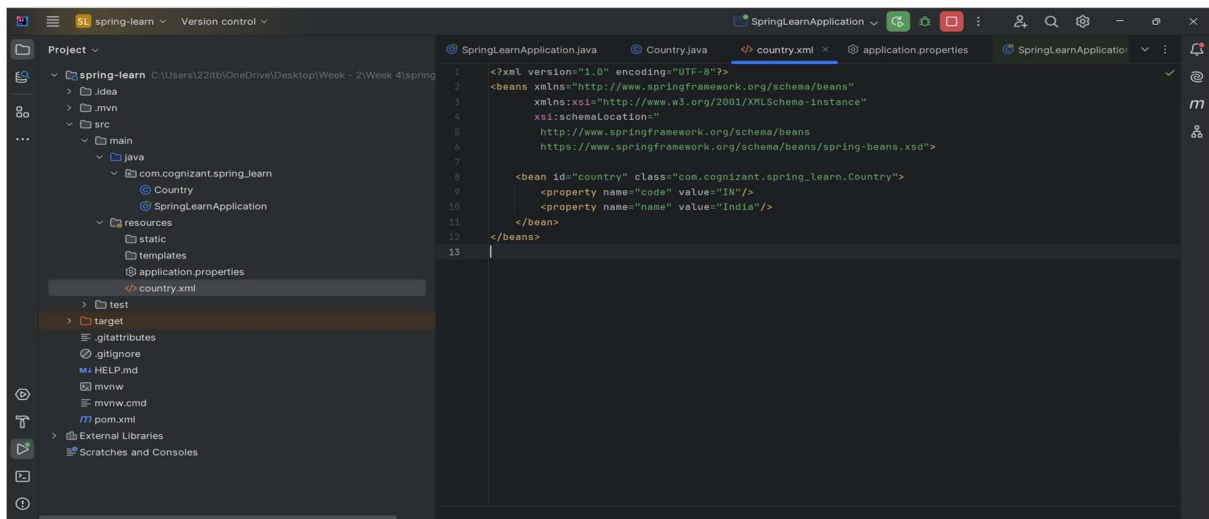 SL spring-learn Version control SpringLearnApplication
Project
spring-learn C:\Users\22itb\OneDrive\Desktop\Week - 2\Week 4\spring
.idea
.mvn
src
main
java
com.cognizant.spring_learn
Country
SpringLearnApplication
resources
static
templates
application.properties
</> country.xml
test
target
.gitattributes
.gitignore
M↓ HELP.md
mvnw
mvnw.cmd
m pom.xml
External Libraries
Scratches and Consoles
SpringLearnApplication.java Country.java </> country.xml application.properties SpringLearnApplication
1 <?xml version="1.0" encoding="UTF-8"?>
2 <beans xmlns="http://www.springframework.org/schema/beans"
3 xmlns:xsi="http://www.w3.org/2001/XMLSchema-instance"
4 xsi:schemaLocation="
5 http://www.springframework.org/schema/beans
6 https://www.springframework.org/schema/beans/spring-beans.xsd">
7
8 <bean id="country" class="com.cognizant.spring_learn.Country">
9 <property name="code" value="IN"/>
10 <property name="name" value="India"/>
11 </bean>
12 </beans>
13
m